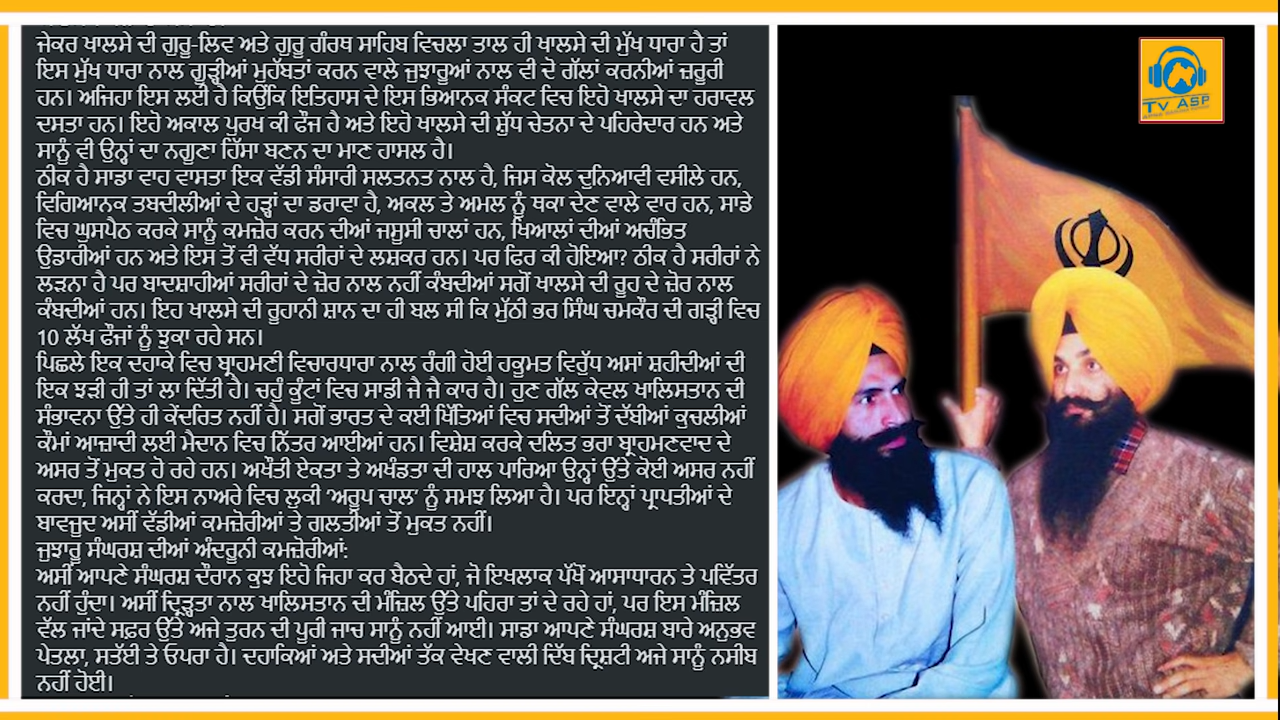 ਜੇਕਰ ਖਾਲਸੇ ਦੀ ਗੁਰੂ-ਲਿਵ ਅਤੇ ਗੁਰੂ ਗੰਰਥ ਸਾਹਿਬ ਵਿਚਲਾ ਤਾਲ ਹੀ ਖਾਲਸੇ ਦੀ ਮੁੱਖ ਧਾਰਾ ਹੈ ਤਾਂ
ਇਸ ਮੁੱਖ ਧਾਰਾ ਨਾਲ ਗੂੜ੍ਹੀਆਂ ਮੁਹੱਬਤਾਂ ਕਰਨ ਵਾਲੇ ਜੁਝਾਰੂਆਂ ਨਾਲ ਵੀ ਦੋ ਗੱਲਾਂ ਕਰਨੀਆਂ ਜ਼ਰੂਰੀ
ਹਨ। ਅਜਿਹਾ ਇਸ ਲਈ ਹੈ ਕਿਉਂਕਿ ਇਤਿਹਾਸ ਦੇ ਇਸ ਭਿਆਨਕ ਸੰਕਟ ਵਿਚ ਇਹੋ ਖਾਲਸੇ ਦਾ ਹਰਾਵਲ
ਦਸਤਾ ਹਨ। ਇਹੋ ਅਕਾਲ ਪੁਰਖ ਕੀ ਫੌਜ ਹੈ ਅਤੇ ਇਹੋ ਖਾਲਸੇ ਦੀ ਸ਼ੁੱਧ ਚੇਤਨਾ ਦੇ ਪਹਿਰੇਦਾਰ ਹਨ ਅਤੇ
ਸਾਨੂੰ ਵੀ ਉਨ੍ਹਾਂ ਦਾ ਨਗੂਣਾ ਹਿੱਸਾ ਬਣਨ ਦਾ ਮਾਣ ਹਾਸਲ ਹੈ।
ਠੀਕ ਹੈ ਸਾਡਾ ਵਾਹ ਵਾਸਤਾ ਇਕ ਵੱਡੀ ਸੰਸਾਰੀ ਸਲਤਨਤ ਨਾਲ ਹੈ, ਜਿਸ ਕੋਲ ਦੁਨਿਆਵੀ ਵਸੀਲੇ ਹਨ,
ਵਿਗਿਆਨਕ ਤਬਦੀਲੀਆਂ ਦੇ ਹੜ੍ਹਾਂ ਦਾ ਡਰਾਵਾ ਹੈ, ਅਕਲ ਤੇ ਅਮਲ ਨੂੰ ਥਕਾ ਦੇਣ ਵਾਲੇ ਵਾਰ ਹਨ, ਸਾਡੇ
ਵਿਚ ਘੁਸਪੈਠ ਕਰਕੇ ਸਾਨੂੰ ਕਮਜ਼ੋਰ ਕਰਨ ਦੀਆਂ ਜਸੂਸੀ ਚਾਲਾਂ ਹਨ, ਖਿਆਲਾਂ ਦੀਆਂ ਅਚੰਭਿਤ
ਉਡਾਰੀਆਂ ਹਨ ਅਤੇ ਇਸ ਤੋਂ ਵੀ ਵੱਧ ਸਰੀਰਾਂ ਦੇ ਲਸ਼ਕਰ ਹਨ। ਪਰ ਫਿਰ ਕੀ ਹੋਇਆ? ਠੀਕ ਹੈ ਸਰੀਰਾਂ ਨੇ
ਲੜਨਾ ਹੈ ਪਰ ਬਾਦਸ਼ਾਹੀਆਂ ਸਰੀਰਾਂ ਦੇ ਜ਼ੋਰ ਨਾਲ ਨਹੀਂ ਕੰਬਦੀਆਂ ਸਗੋਂ ਖਾਲਸੇ ਦੀ ਰੂਹ ਦੇ ਜ਼ੋਰ ਨਾਲ
ਕੰਬਦੀਆਂ ਹਨ। ਇਹ ਖਾਲਸੇ ਦੀ ਰੂਹਾਨੀ ਸ਼ਾਨ ਦਾ ਹੀ ਬਲ ਸੀ ਕਿ ਮੁੱਠੀ ਭਰ ਸਿੰਘ ਚਮਕੌਰ ਦੀ ਗੜ੍ਹੀ ਵਿਚ
10 ਲੱਖ ਫੌਜਾਂ ਨੂੰ ਝੁਕਾ ਰਹੇ ਸਨ।
ਪਿਛਲੇ ਇਕ ਦਹਾਕੇ ਵਿਚ ਬ੍ਰਾਹਮਣੀ ਵਿਚਾਰਧਾਰਾ ਨਾਲ ਰੰਗੀ ਹੋਈ ਹਕੂਮਤ ਵਿਰੁੱਧ ਅਸਾਂ ਸ਼ਹੀਦੀਆਂ ਦੀ
ਇਕ ਝੜੀ ਹੀ ਤਾਂ ਲਾ ਦਿੱਤੀ ਹੈ। ਚਹੁੰ ਕੂੰਟਾਂ ਵਿਚ ਸਾਡੀ ਜੈ ਜੈ ਕਾਰ ਹੈ। ਹੁਣ ਗੱਲ ਕੇਵਲ ਖਾਲਿਸਤਾਨ ਦੀ
ਸੰਭਾਵਨਾ ਉੱਤੇ ਹੀ ਕੇਂਦਰਿਤ ਨਹੀਂ ਹੈ। ਸਗੋਂ ਭਾਰਤ ਦੇ ਕਈ ਖਿੱਤਿਆਂ ਵਿਚ ਸਦੀਆਂ ਤੋਂ ਦੱਬੀਆਂ ਕੁਚਲੀਆਂ
ਕੌਮਾਂ ਆਜ਼ਾਦੀ ਲਈ ਮੈਦਾਨ ਵਿਚ ਨਿੱਤਰ ਆਈਆਂ ਹਨ। ਵਿਸ਼ੇਸ਼ ਕਰਕੇ ਦਲਿਤ ਭਰਾ ਬ੍ਰਾਹਮਣਵਾਦ ਦੇ
ਅਸਰ ਤੋਂ ਮੁਕਤ ਹੋ ਰਹੇ ਹਨ। ਅਖੌਤੀ ਏਕਤਾ ਤੇ ਅਖੰਡਤਾ ਦੀ ਹਾਲ ਪਾਰਿਆ ਉਨ੍ਹਾਂ ਉੱਤੇ ਕੋਈ ਅਸਰ ਨਹੀਂ
ਕਰਦਾ, ਜਿਨ੍ਹਾਂ ਨੇ ਇਸ ਨਾਅਰੇ ਵਿਚ ਲੁਕੀ ‘ਅਰੂਪ ਚਾਲ’ ਨੂੰ ਸਮਝ ਲਿਆ ਹੈ। ਪਰ ਇਨ੍ਹਾਂ ਪ੍ਰਾਪਤੀਆਂ ਦੇ
ਬਾਵਜੂਦ ਅਸੀਂ ਵੱਡੀਆਂ ਕਮਜ਼ੋਰੀਆਂ ਤੇ ਗਲਤੀਆਂ ਤੋਂ ਮੁਕਤ ਨਹੀਂ।
ਜੁਝਾਰੂ ਸੰਘਰਸ਼ ਦੀਆਂ ਅੰਦਰੂਨੀ ਕਮਜ਼ੋਰੀਆਂ:
ਅਸੀਂ ਆਪਣੇ ਸੰਘਰਸ਼ ਦੌਰਾਨ ਕੁਝ ਇਹੋ ਜਿਹਾ ਕਰ ਬੈਠਦੇ ਹਾਂ, ਜੋ ਇਖਲਾਕ ਪੱਖੋਂ ਆਸਾਧਾਰਨ ਤੇ ਪਵਿੱਤਰ
ਨਹੀਂ ਹੁੰਦਾ। ਅਸੀਂ ਦ੍ਰਿੜ੍ਹਤਾ ਨਾਲ ਖਾਲਿਸਤਾਨ ਦੀ ਮੰਜ਼ਿਲ ਉੱਤੇ ਪਹਿਰਾ ਤਾਂ ਦੇ ਰਹੇ ਹਾਂ, ਪਰ ਇਸ ਮੰਜ਼ਿਲ
ਵੱਲ ਜਾਂਦੇ ਸਫ਼ਰ ਉੱਤੇ ਅਜੇ ਤੁਰਨ ਦੀ ਪੂਰੀ ਜਾਚ ਸਾਨੂੰ ਨਹੀਂ ਆਈ। ਸਾਡਾ ਆਪਣੇ ਸੰਘਰਸ਼ ਬਾਰੇ ਅਨੁਭਵ
ਪੇਤਲਾ, ਸਤੱਈ ਤੇ ਓਪਰਾ ਹੈ। ਦਹਾਕਿਆਂ ਅਤੇ ਸਦੀਆਂ ਤੱਕ ਵੇਖਣ ਵਾਲੀ ਦਿੱਬ ਦ੍ਰਿਸ਼ਟੀ ਅਜੇ ਸਾਨੂੰ ਨਸੀਬ
ਨਹੀਂ ਹੋਈ।
TV ASP